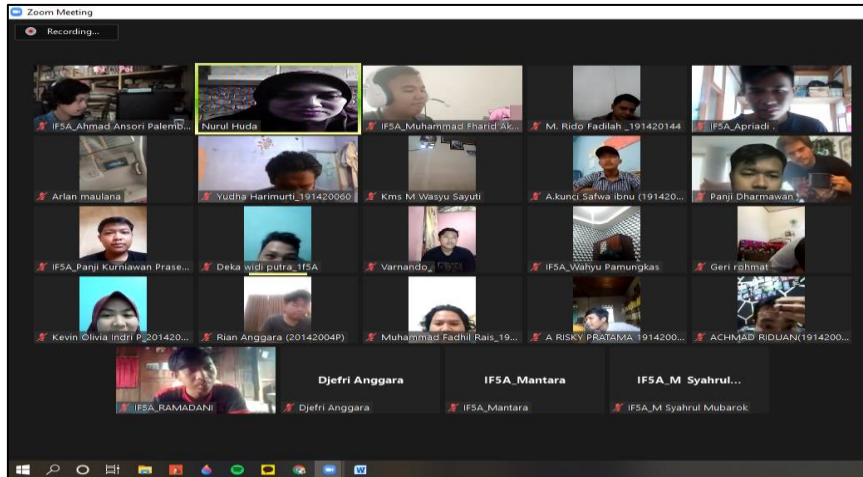 Zoom Meeting
Recording...
IF5A_Ahmad Ansori Palemb...
Nurul Huda
IF5A_Muhammad Fharid Ak...
M. Rido Fadilah _191420144
IF5A_Apriadi .
Arlan maulana
Yudha Harimurti_191420060
Kms M Wasyu Sayuti
A.kunci Safwa ibnu (191420...
Panji Dharmawan
IF5A_Panji Kurniawan Prase...
Deka widi putra_1f5A
Varnando_
IF5A_Wahyu Pamungkas
Geri rohmat
Kevin Olivia Indri P_201420...
Rian Anggara (20142004P)
Muhammad Fadhil Rais_19...
A RISKY PRATAMA 1914200...
ACHMAD RIDUAN(1914200...
IF5A_RAMADANI
Djefri Anggara
Djefri Anggara
IF5A_Mantara
IF5A_Mantara
IF5A_M Syahrul...
IF5A_M Syahrul Mubarok